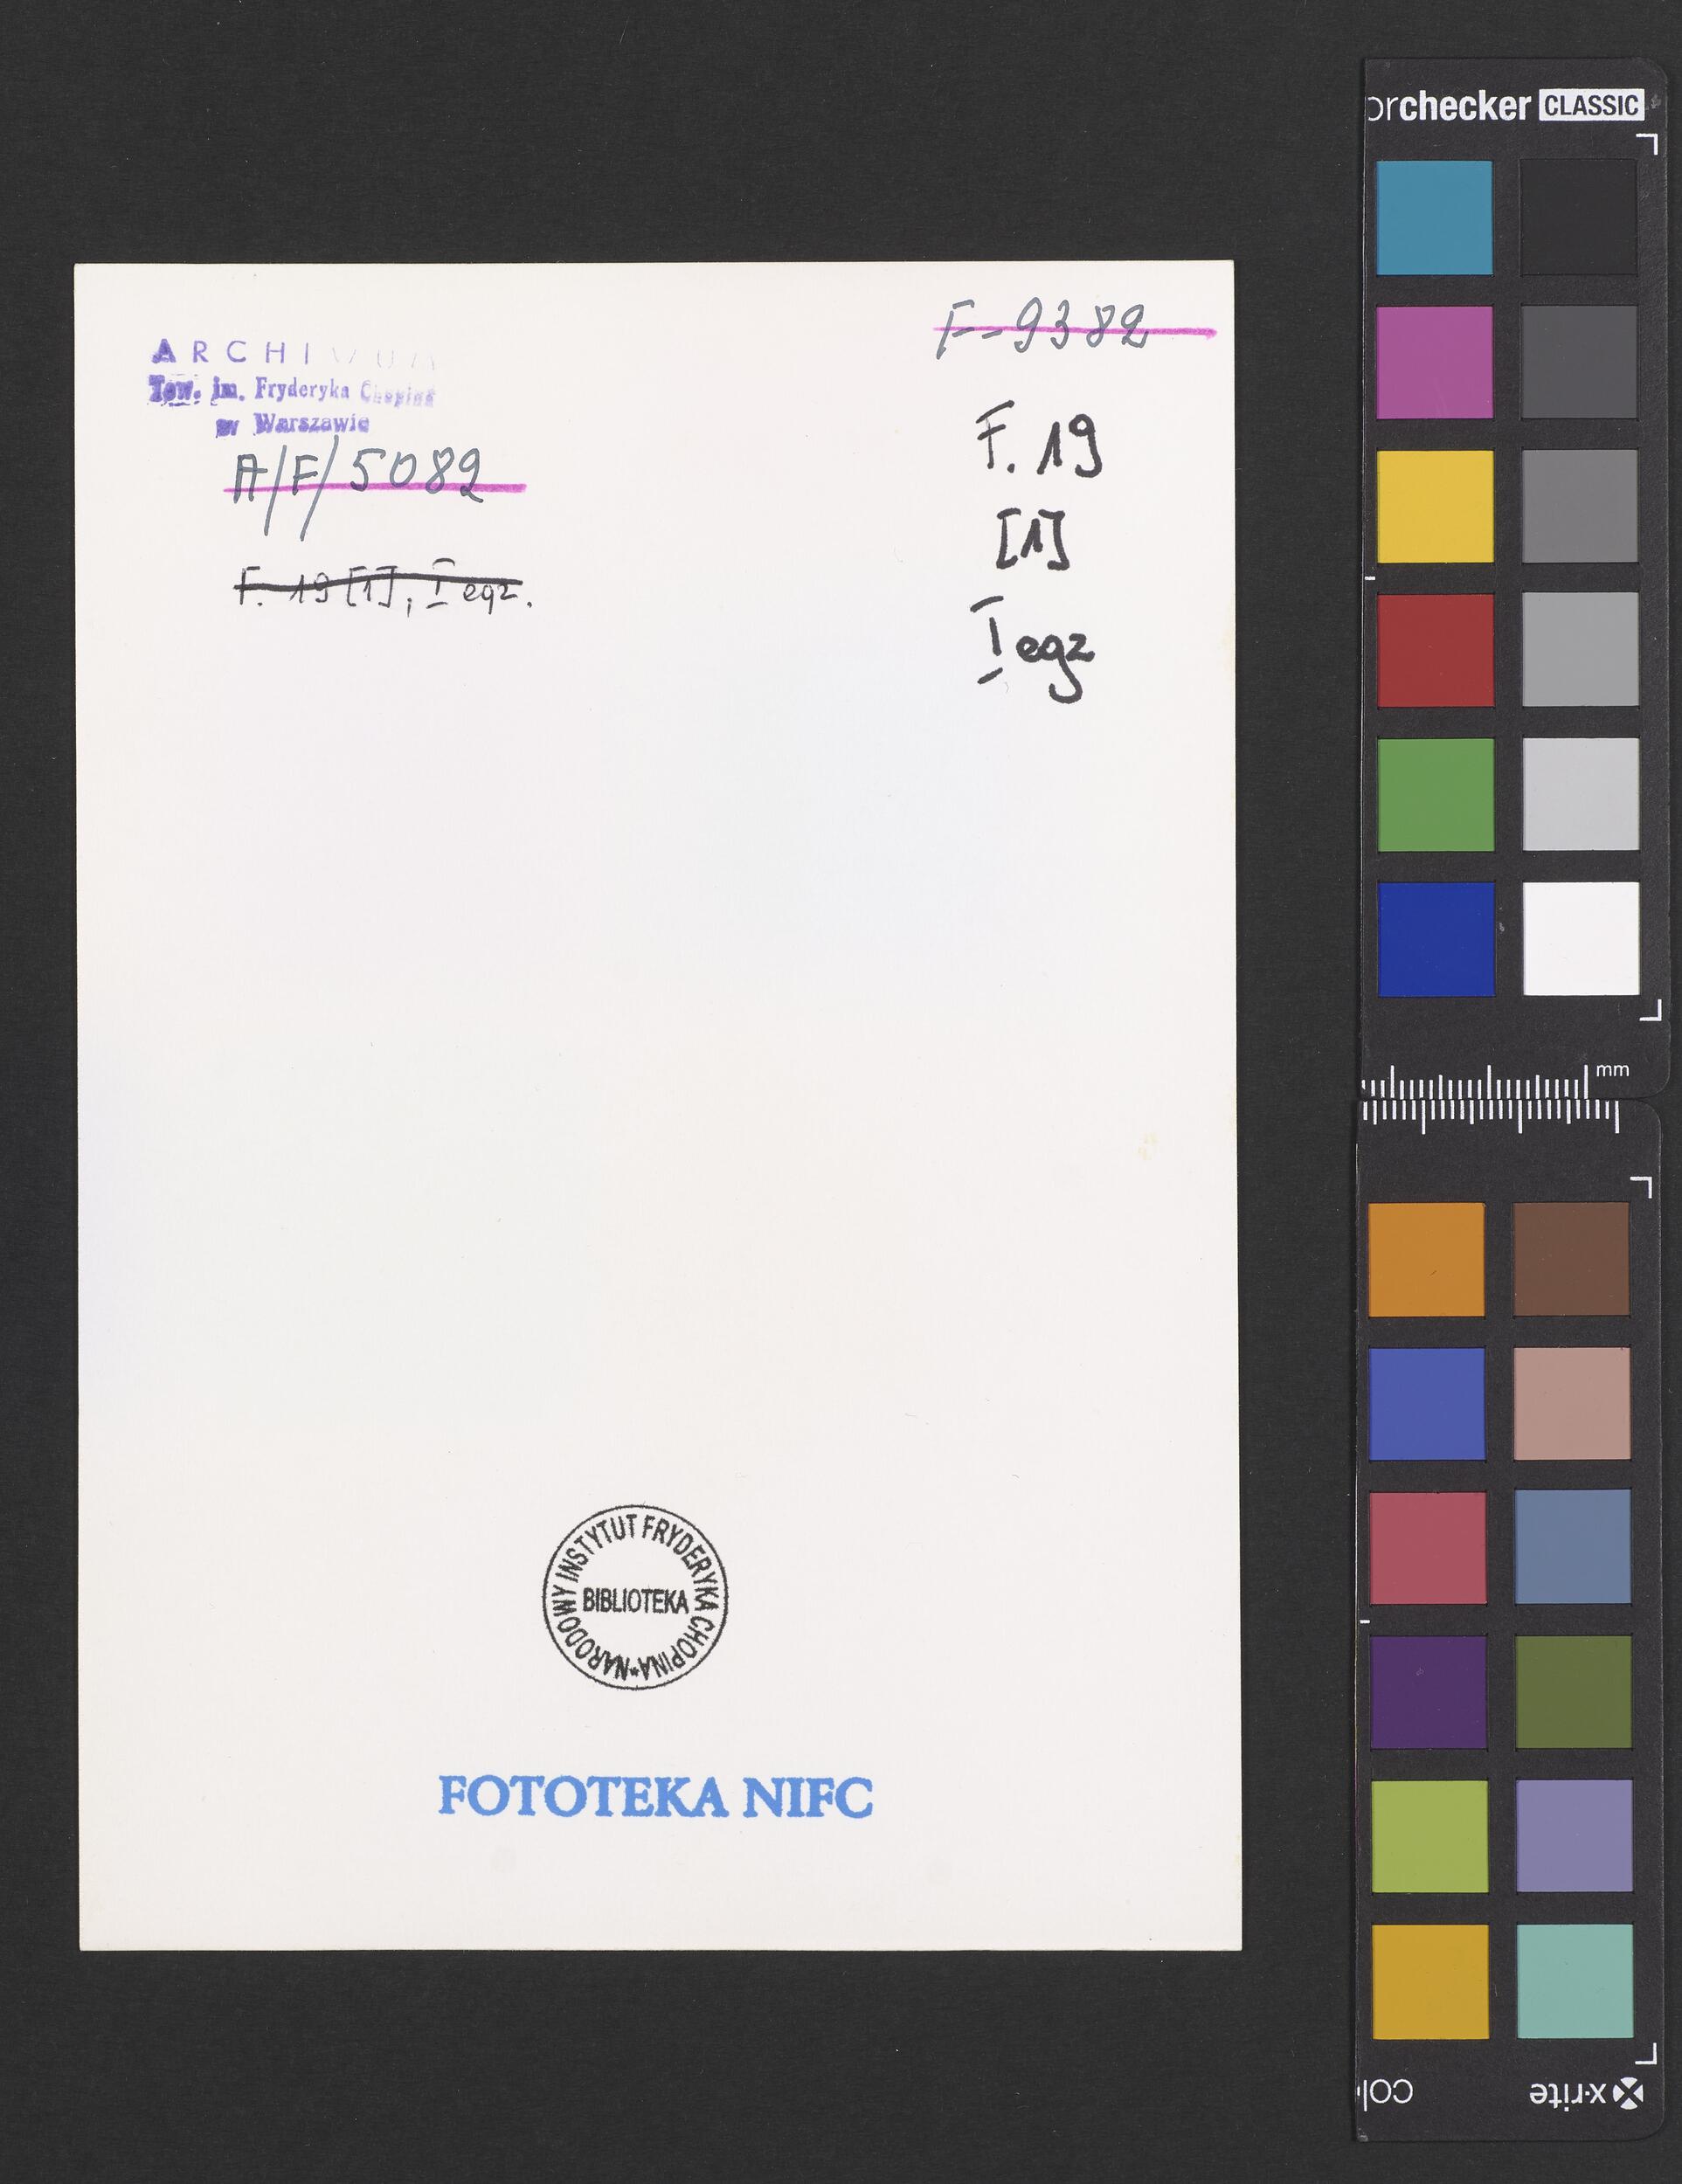 ARCHIWUM
Tow. im. Fryderyka Chopina
w Warszawie
A/F/5082
F. 19 [1], I egz.
F-9382
F. 19
[1]
I egz
NARODOWY INSTYTUT FRYDERYKA CHOPINA*
BIBLIOTEKA
FOTOTEKA NIFC
orchecker CLASSIC
mm
x-rite
col